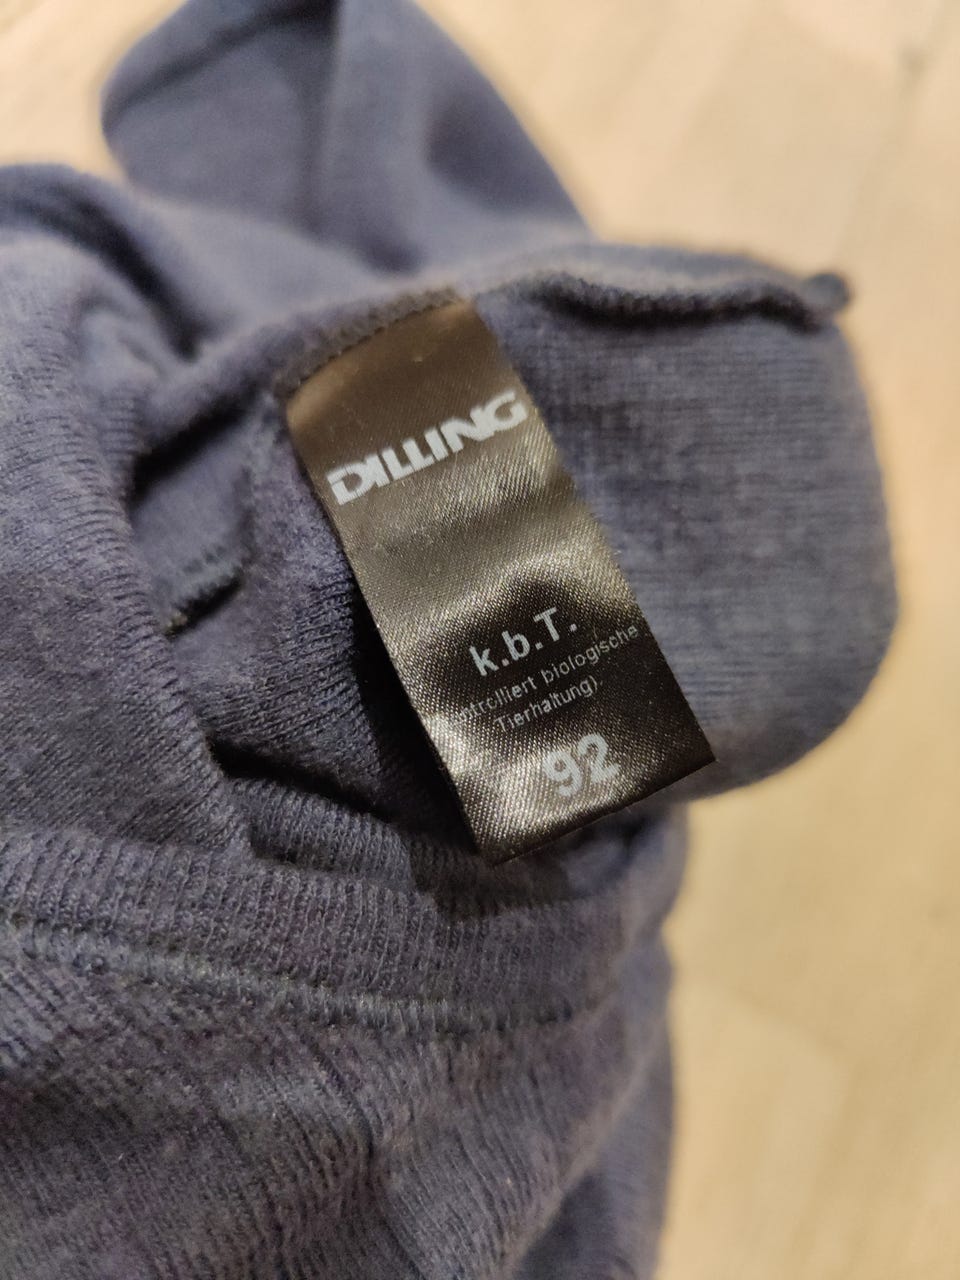 DILLING
k.b.T.
ntrolliert biologische
Tierhaltung)
92